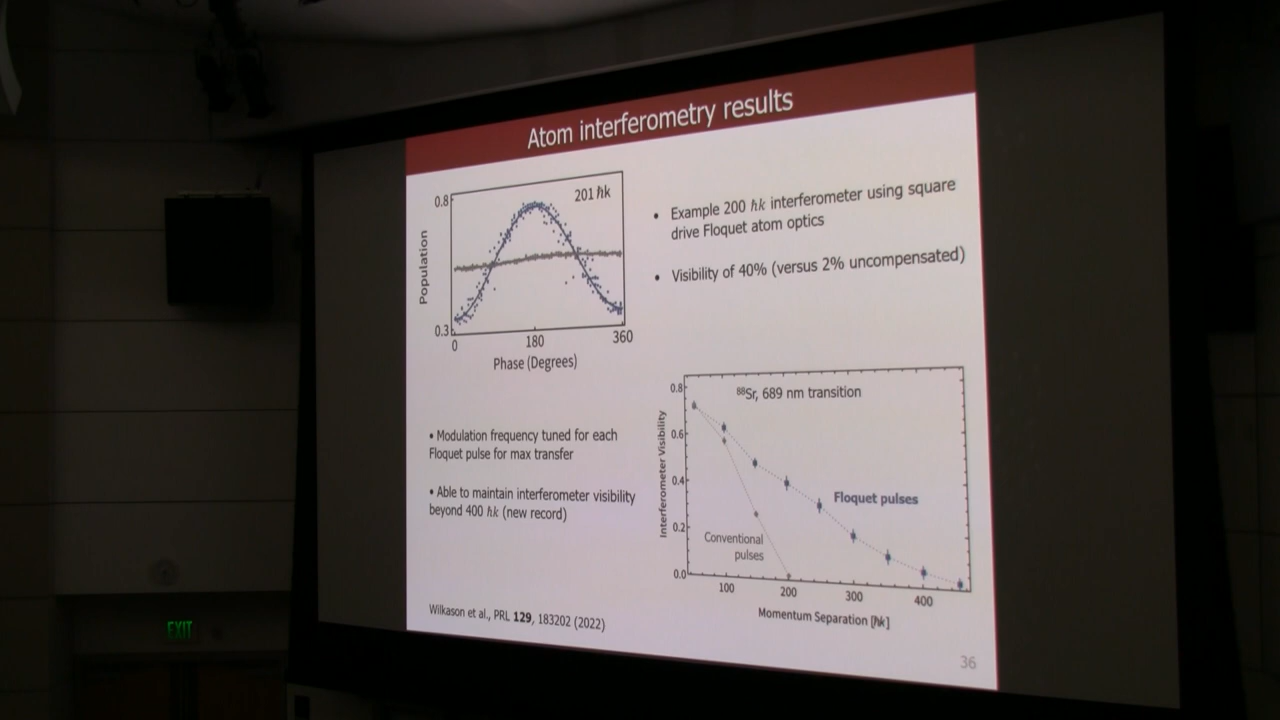 Atom interferometry results
0.8
201 ħk
Population
0.3
0
180
360
Phase (Degrees)
• Example 200 ħk interferometer using square
drive Floquet atom optics
• Visibility of 40% (versus 2% uncompensated)
• Modulation frequency tuned for each
Floquet pulse for max transfer
• Able to maintain interferometer visibility
beyond 400 ħk (new record)
⁸⁸Sr, 689 nm transition
0.8
0.6
0.4
0.2
0.0
Interferometer Visibility
Floquet pulses
Conventional
pulses
100
200
300
400
Momentum Separation [ħk]
Wilkason et al., PRL 129, 183202 (2022)
36
EXIT